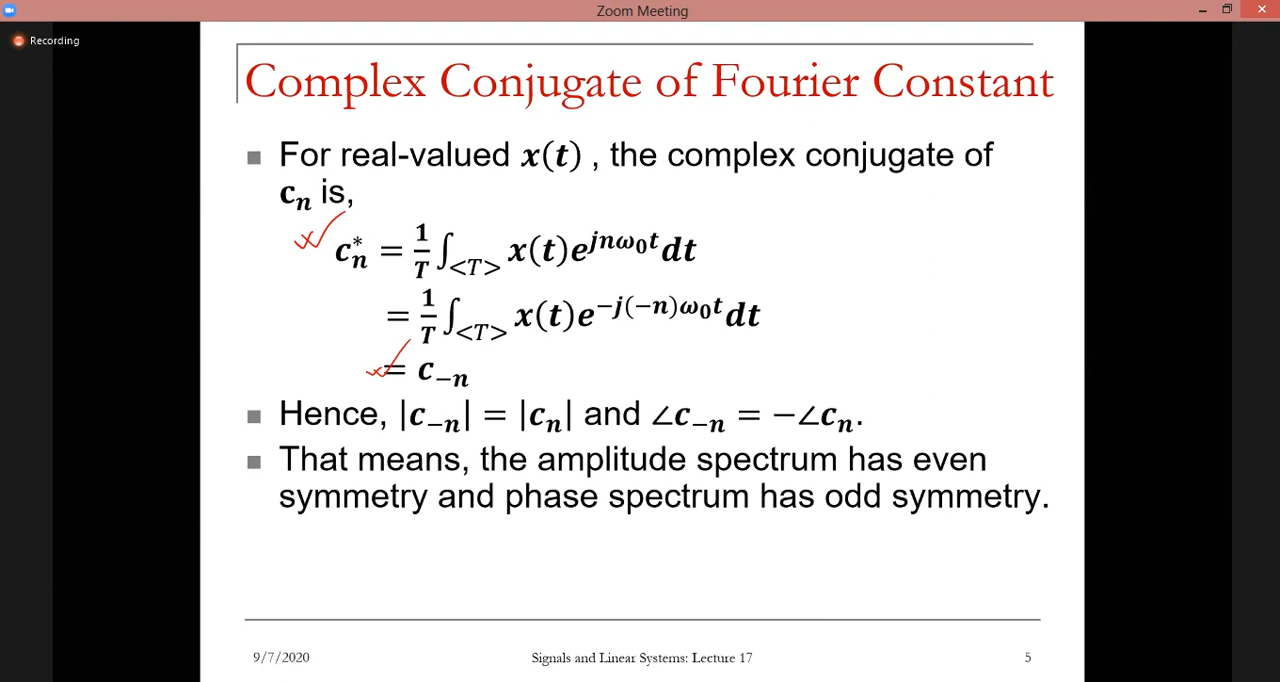 Zoom Meeting
Recording
Complex Conjugate of Fourier Constant
■ For real-valued x(t) , the complex conjugate of
cₙ is,
cₙ* = 1/T ∫_<T> x(t)e^{jnω₀t}dt
= 1/T ∫_<T> x(t)e^{−j(−n)ω₀t}dt
= c₋ₙ
■ Hence, |c₋ₙ| = |cₙ| and ∠c₋ₙ = −∠cₙ.
■ That means, the amplitude spectrum has even
symmetry and phase spectrum has odd symmetry.
9/7/2020 Signals and Linear Systems: Lecture 17 5